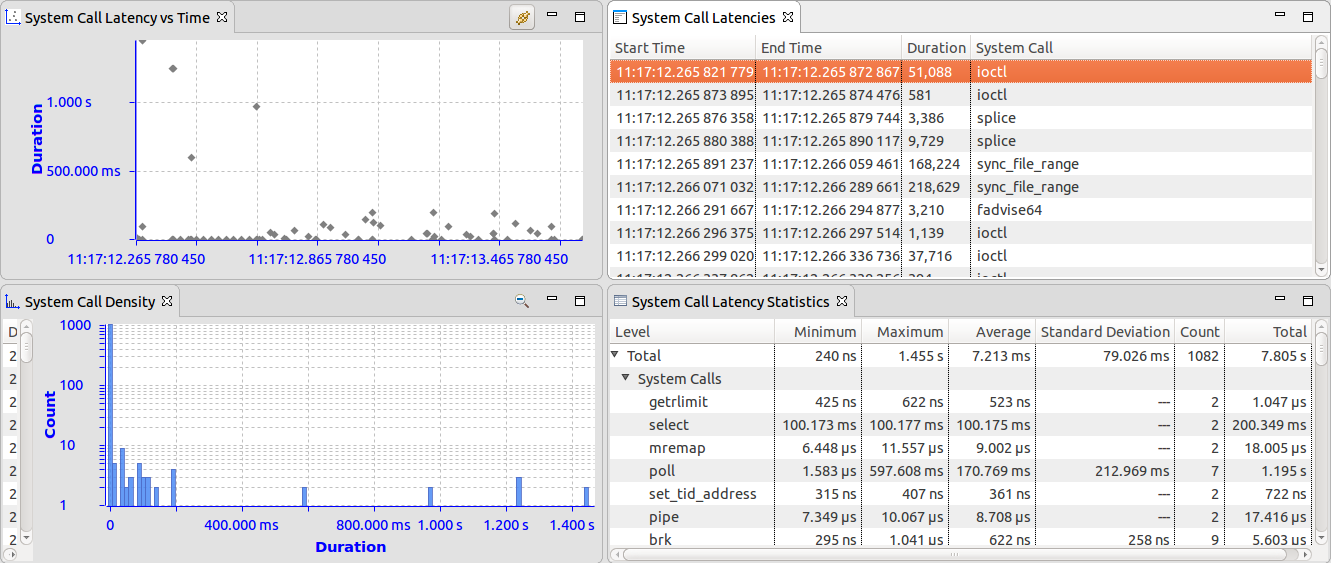 System Call Latency vs Time
Duration
1.000 s
500.000 ms
0
11:17:12.265 780 450 11:17:12.865 780 450 11:17:13.465 780 450
System Call Latencies
Start Time End Time Duration System Call
11:17:12.265 821 779 11:17:12.265 872 867 51,088 ioctl
11:17:12.265 873 895 11:17:12.265 874 476 581 ioctl
11:17:12.265 876 358 11:17:12.265 879 744 3,386 splice
11:17:12.265 880 388 11:17:12.265 890 117 9,729 splice
11:17:12.265 891 237 11:17:12.266 059 461 168,224 sync_file_range
11:17:12.266 071 032 11:17:12.266 289 661 218,629 sync_file_range
11:17:12.266 291 667 11:17:12.266 294 877 3,210 fadvise64
11:17:12.266 296 375 11:17:12.266 297 514 1,139 ioctl
11:17:12.266 299 020 11:17:12.266 336 736 37,716 ioctl
System Call Density
D
2
2
2
2
2
2
2
2
2
Count
1000
100
10
1
0 400.000 ms 800.000 ms 1.000 s 1.200 s 1.400 s
Duration
System Call Latency Statistics
Level Minimum Maximum Average Standard Deviation Count Total
Total 240 ns 1.455 s 7.213 ms 79.026 ms 1082 7.805 s
System Calls
getrlimit 425 ns 622 ns 523 ns --- 2 1.047 µs
select 100.173 ms 100.177 ms 100.175 ms --- 2 200.349 ms
mremap 6.448 µs 11.557 µs 9.002 µs --- 2 18.005 µs
poll 1.583 µs 597.608 ms 170.769 ms 212.969 ms 7 1.195 s
set_tid_address 315 ns 407 ns 361 ns --- 2 722 ns
pipe 7.349 µs 10.067 µs 8.708 µs --- 2 17.416 µs
brk 295 ns 1.041 µs 622 ns 258 ns 9 5.603 µs